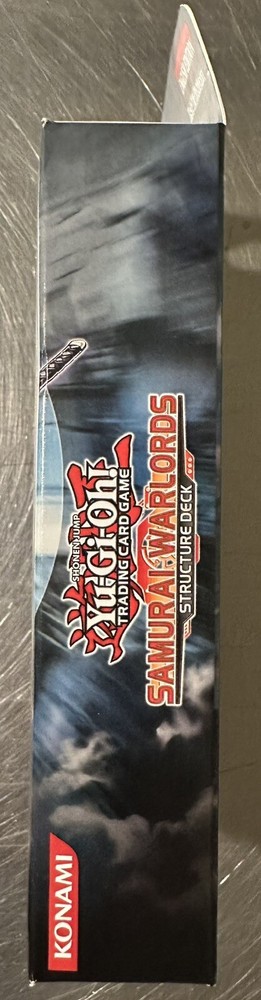 SHONEN JUMP
Yu-Gi-Oh!
TRADING CARD GAME
SAMURAI WARLORDS
STRUCTURE DECK
KONAMI